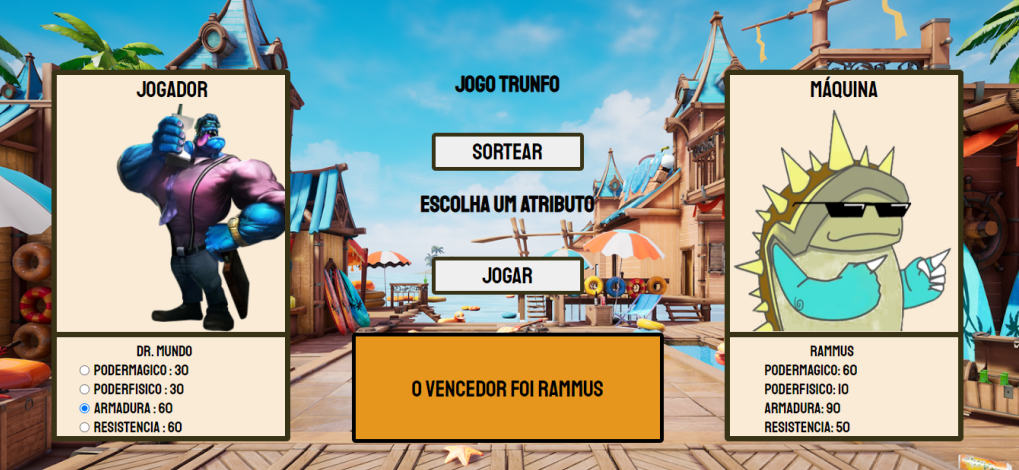 JOGADOR
DR. MUNDO
PODERMAGICO : 30
PODERFISICO : 30
ARMADURA : 60
RESISTENCIA : 60
JOGO TRUNFO
SORTEAR
ESCOLHA UM ATRIBUTO
JOGAR
O VENCEDOR FOI RAMMUS
MÁQUINA
RAMMUS
PODERMAGICO: 60
PODERFISICO: 10
ARMADURA: 90
RESISTENCIA: 50